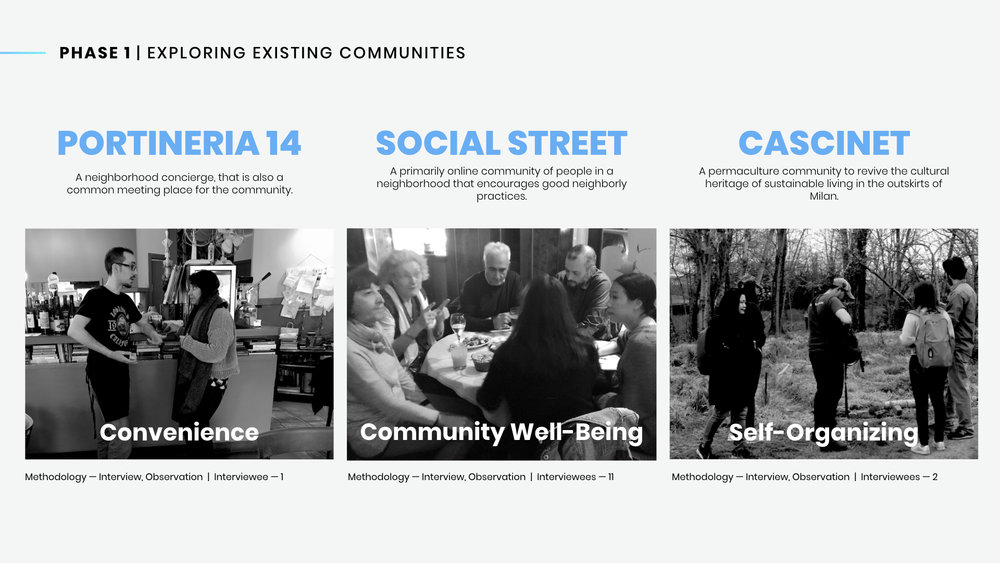 PHASE 1 | EXPLORING EXISTING COMMUNITIES
PORTINERIA 14
A neighborhood concierge, that is also a
common meeting place for the community.
Convenience
Methodology — Interview, Observation | Interviewee — 1
SOCIAL STREET
A primarily online community of people in a
neighborhood that encourages good neighborly
practices.
Community Well-Being
Methodology — Interview, Observation | Interviewees — 11
CASCINET
A permaculture community to revive the cultural
heritage of sustainable living in the outskirts of
Milan.
Self-Organizing
Methodology — Interview, Observation | Interviewees — 2